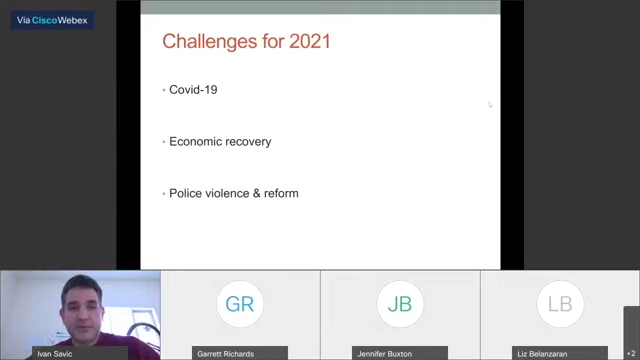 Via CiscoWebex
Challenges for 2021
• Covid-19
• Economic recovery
• Police violence & reform
GR
JB
LB
Ivan Savic
Garrett Richards
Jennifer Buxton
Liz Belanzaran
+2